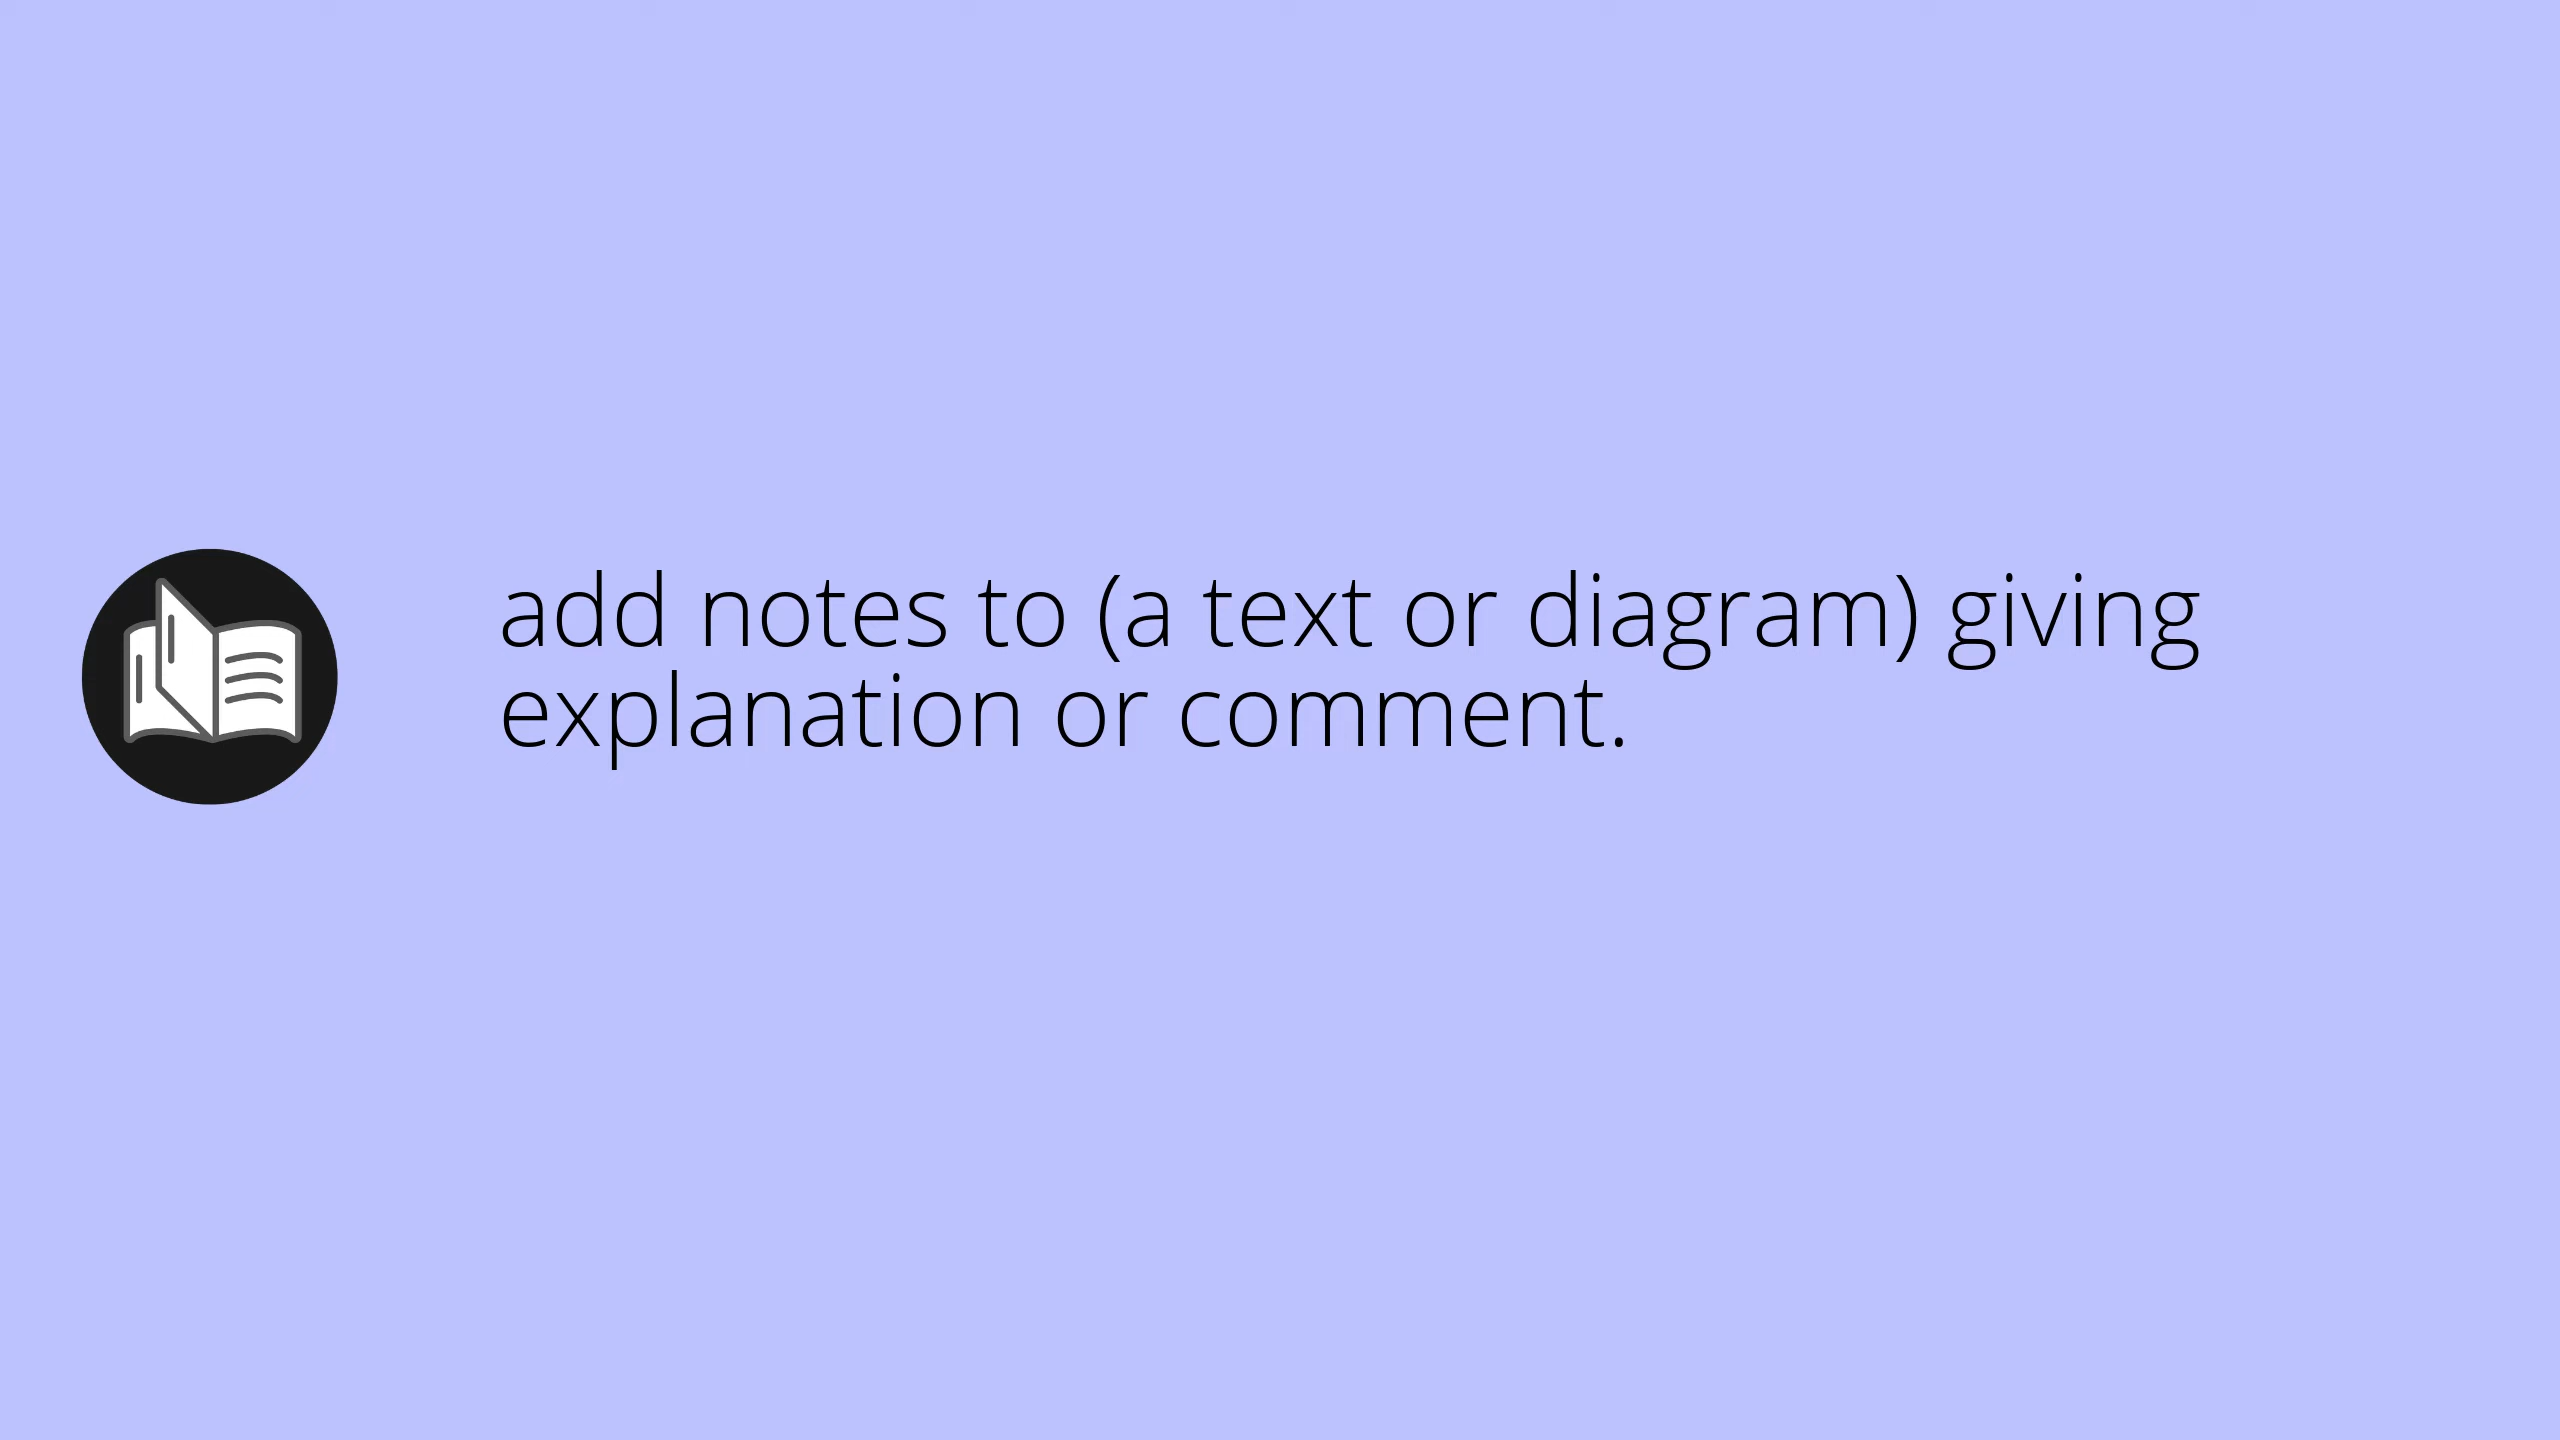 add notes to (a text or diagram) giving
explanation or comment.